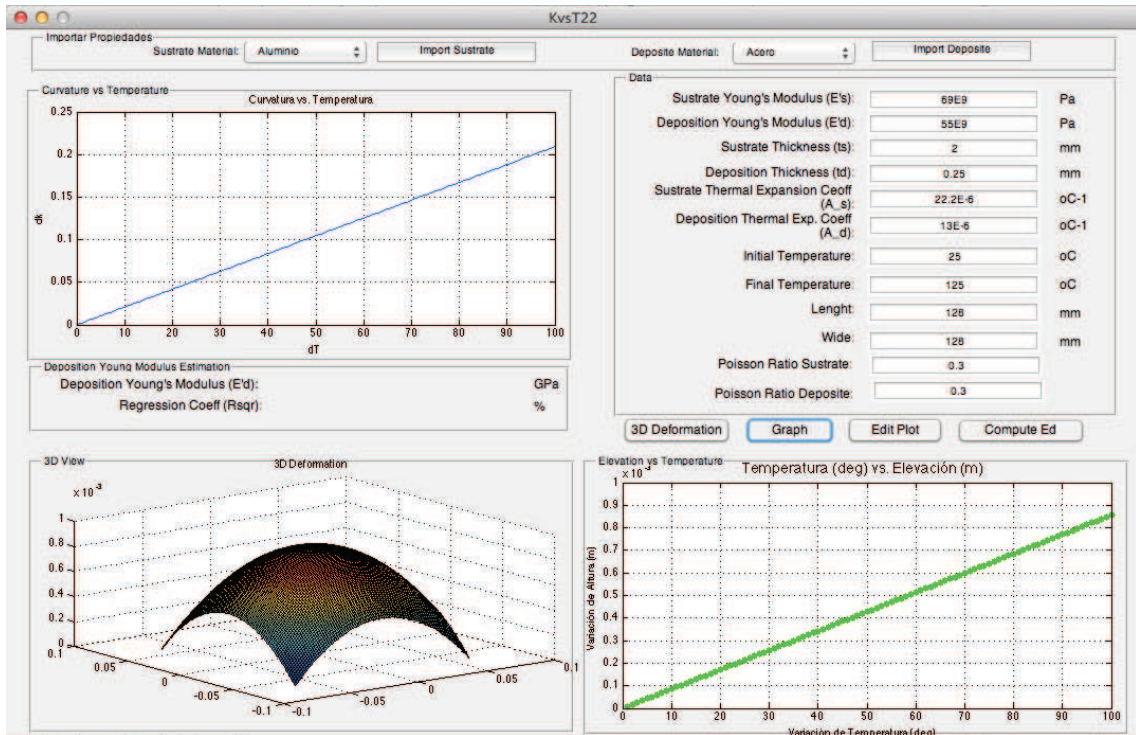 KvsT22
Importar Propiedades
Sustrate Material: Aluminio Import Sustrate Deposite Material: Acero Import Deposite
Curvature vs Temperature
Curvatura vs. Temperatura
0.25
0.2
0.15
0.1
0.05
0
dk
0 10 20 30 40 50 60 70 80 90 100
dT
Data
Sustrate Young's Modulus (E's): 69E9 Pa
Deposition Young's Modulus (E'd): 55E9 Pa
Sustrate Thickness (ts): 2 mm
Deposition Thickness (td): 0.25 mm
Sustrate Thermal Expansion Ceoff
(A_s): 22.2E-6 oC-1
Deposition Thermal Exp. Coeff
(A_d): 13E-6 oC-1
Initial Temperature: 25 oC
Final Temperature: 125 oC
Lenght: 128 mm
Wide: 128 mm
Poisson Ratio Sustrate: 0.3
Poisson Ratio Deposite: 0.3
Deposition Young Modulus Estimation
Deposition Young's Modulus (E'd): GPa
Regression Coeff (Rsqr): %
3D Deformation Graph Edit Plot Compute Ed
3D View
3D Deformation
x 10-3
1
0.8
0.6
0.4
0.2
0
0.1
0.05
0
-0.05
-0.1
-0.1
-0.05
0
0.05
0.1
Elevation vs Temperature
Temperatura (deg) vs. Elevación (m)
x 10-3
1
0.9
0.8
0.7
0.6
0.5
0.4
0.3
0.2
0.1
0
Variación de Altura (m)
0 10 20 30 40 50 60 70 80 90 100
Variación de Temperatura (deg)